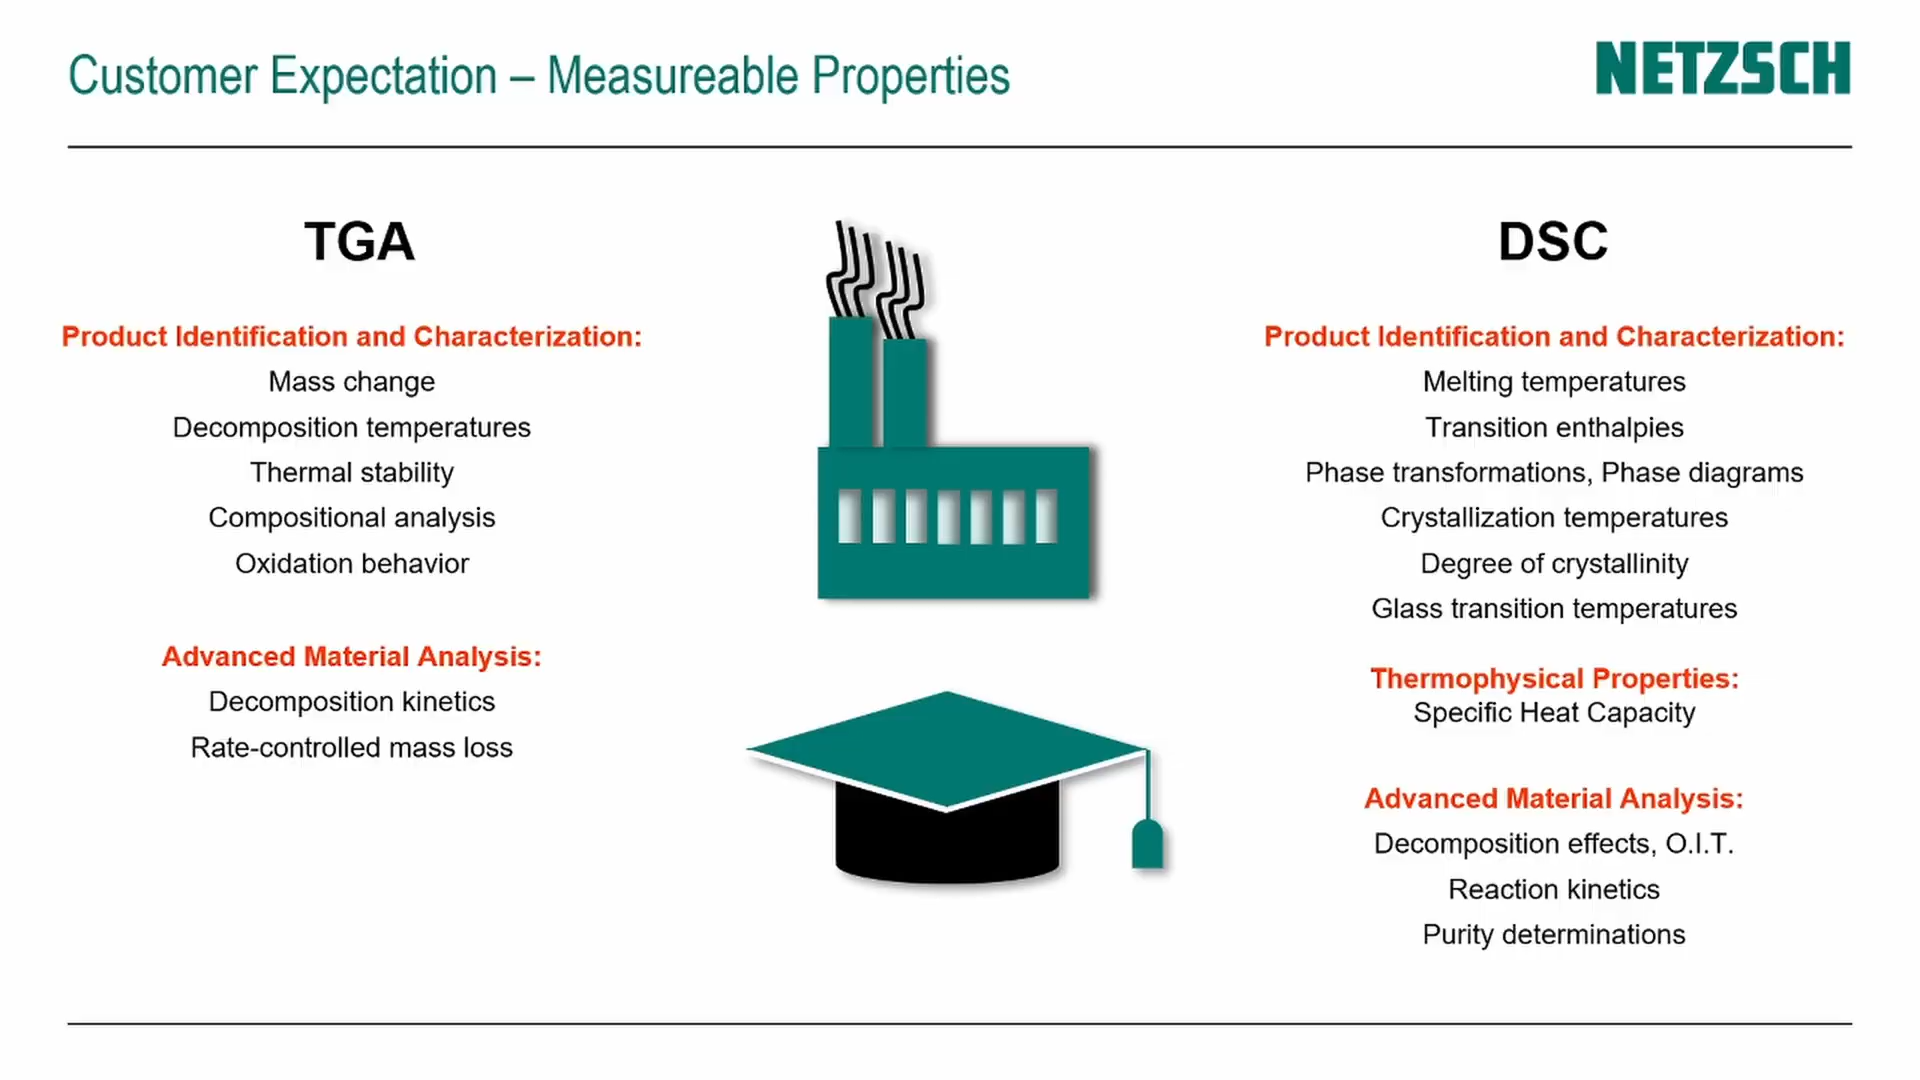 Customer Expectation – Measureable Properties
NETZSCH
TGA
Product Identification and Characterization:
Mass change
Decomposition temperatures
Thermal stability
Compositional analysis
Oxidation behavior
Advanced Material Analysis:
Decomposition kinetics
Rate-controlled mass loss
DSC
Product Identification and Characterization:
Melting temperatures
Transition enthalpies
Phase transformations, Phase diagrams
Crystallization temperatures
Degree of crystallinity
Glass transition temperatures
Thermophysical Properties:
Specific Heat Capacity
Advanced Material Analysis:
Decomposition effects, O.I.T.
Reaction kinetics
Purity determinations